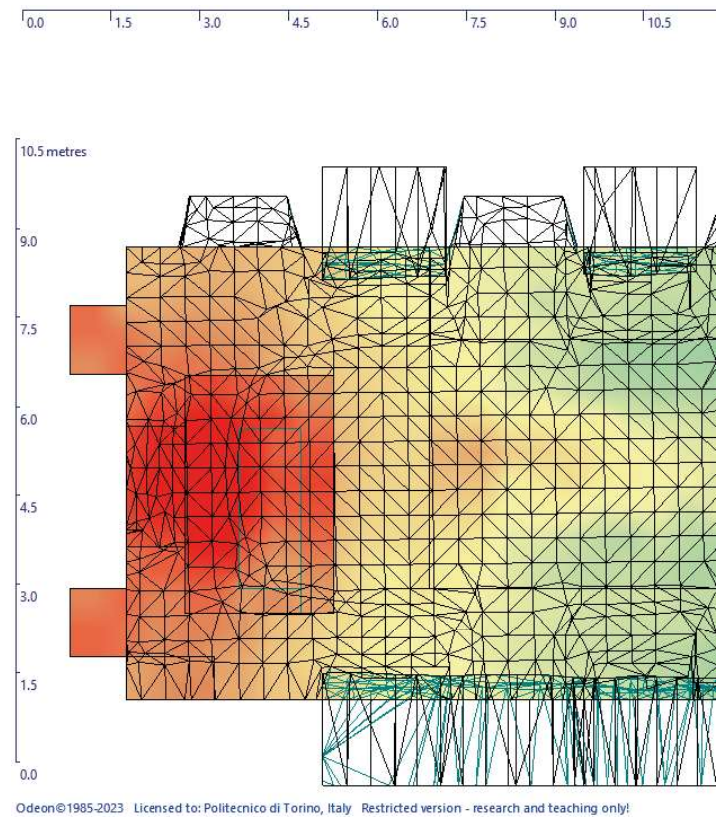 0.0 1.5 3.0 4.5 6.0 7.5 9.0 10.5
10.5 metres
9.0
7.5
6.0
4.5
3.0
1.5
0.0
Odeon©1985-2023 Licensed to: Politecnico di Torino, Italy Restricted version - research and teaching only!